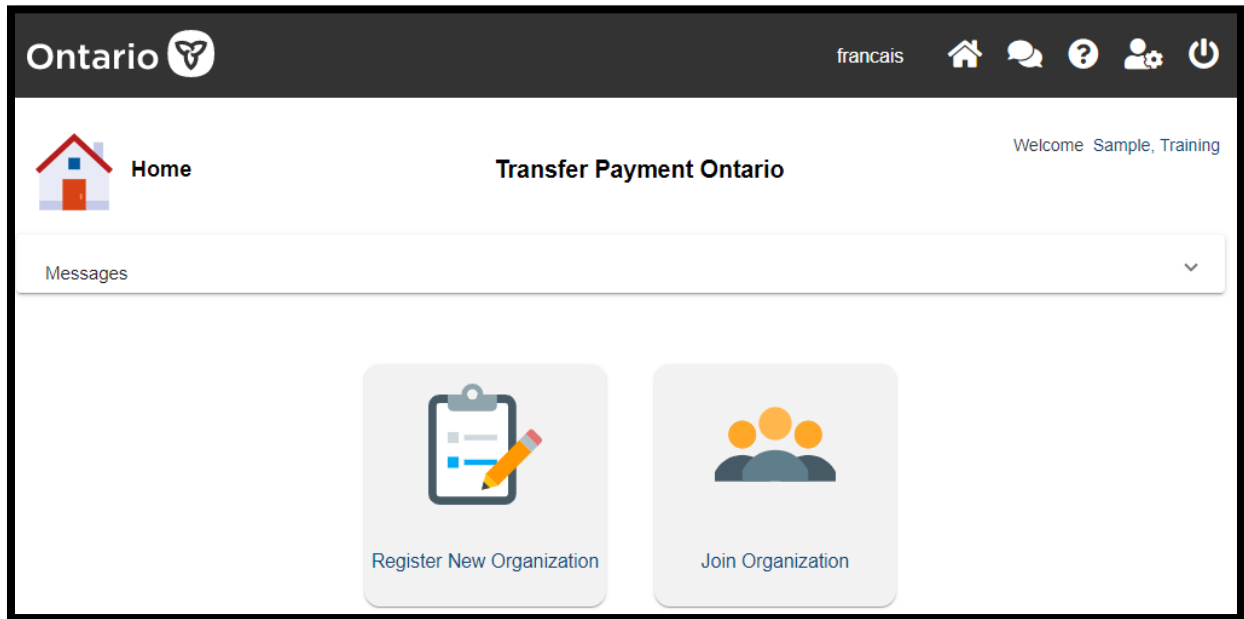 Ontario
francais
Welcome Sample, Training
Home
Transfer Payment Ontario
Messages
Register New Organization
Join Organization